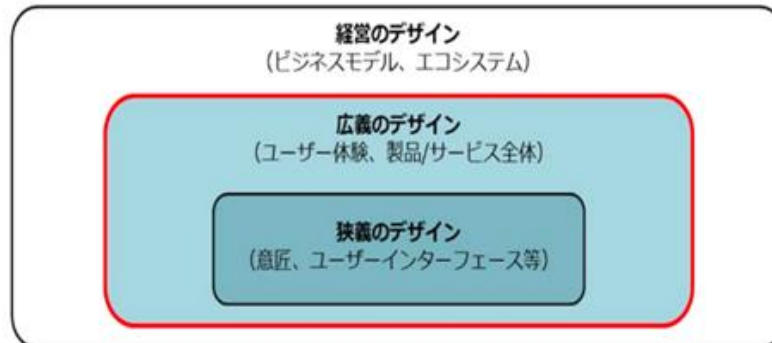 経営のデザイン
(ビジネスモデル、エコシステム)
広義のデザイン
(ユーザー体験、製品/サービス全体)
狭義のデザイン
(意匠、ユーザーインターフェース等)